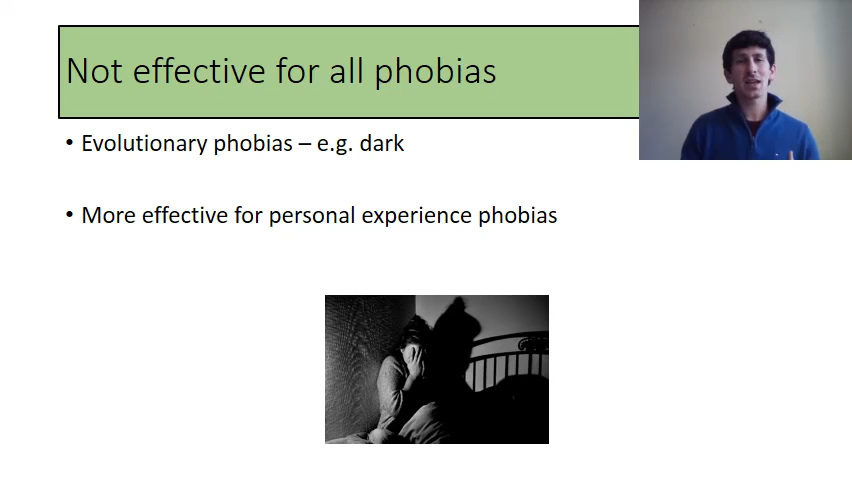 Not effective for all phobias
• Evolutionary phobias – e.g. dark
• More effective for personal experience phobias